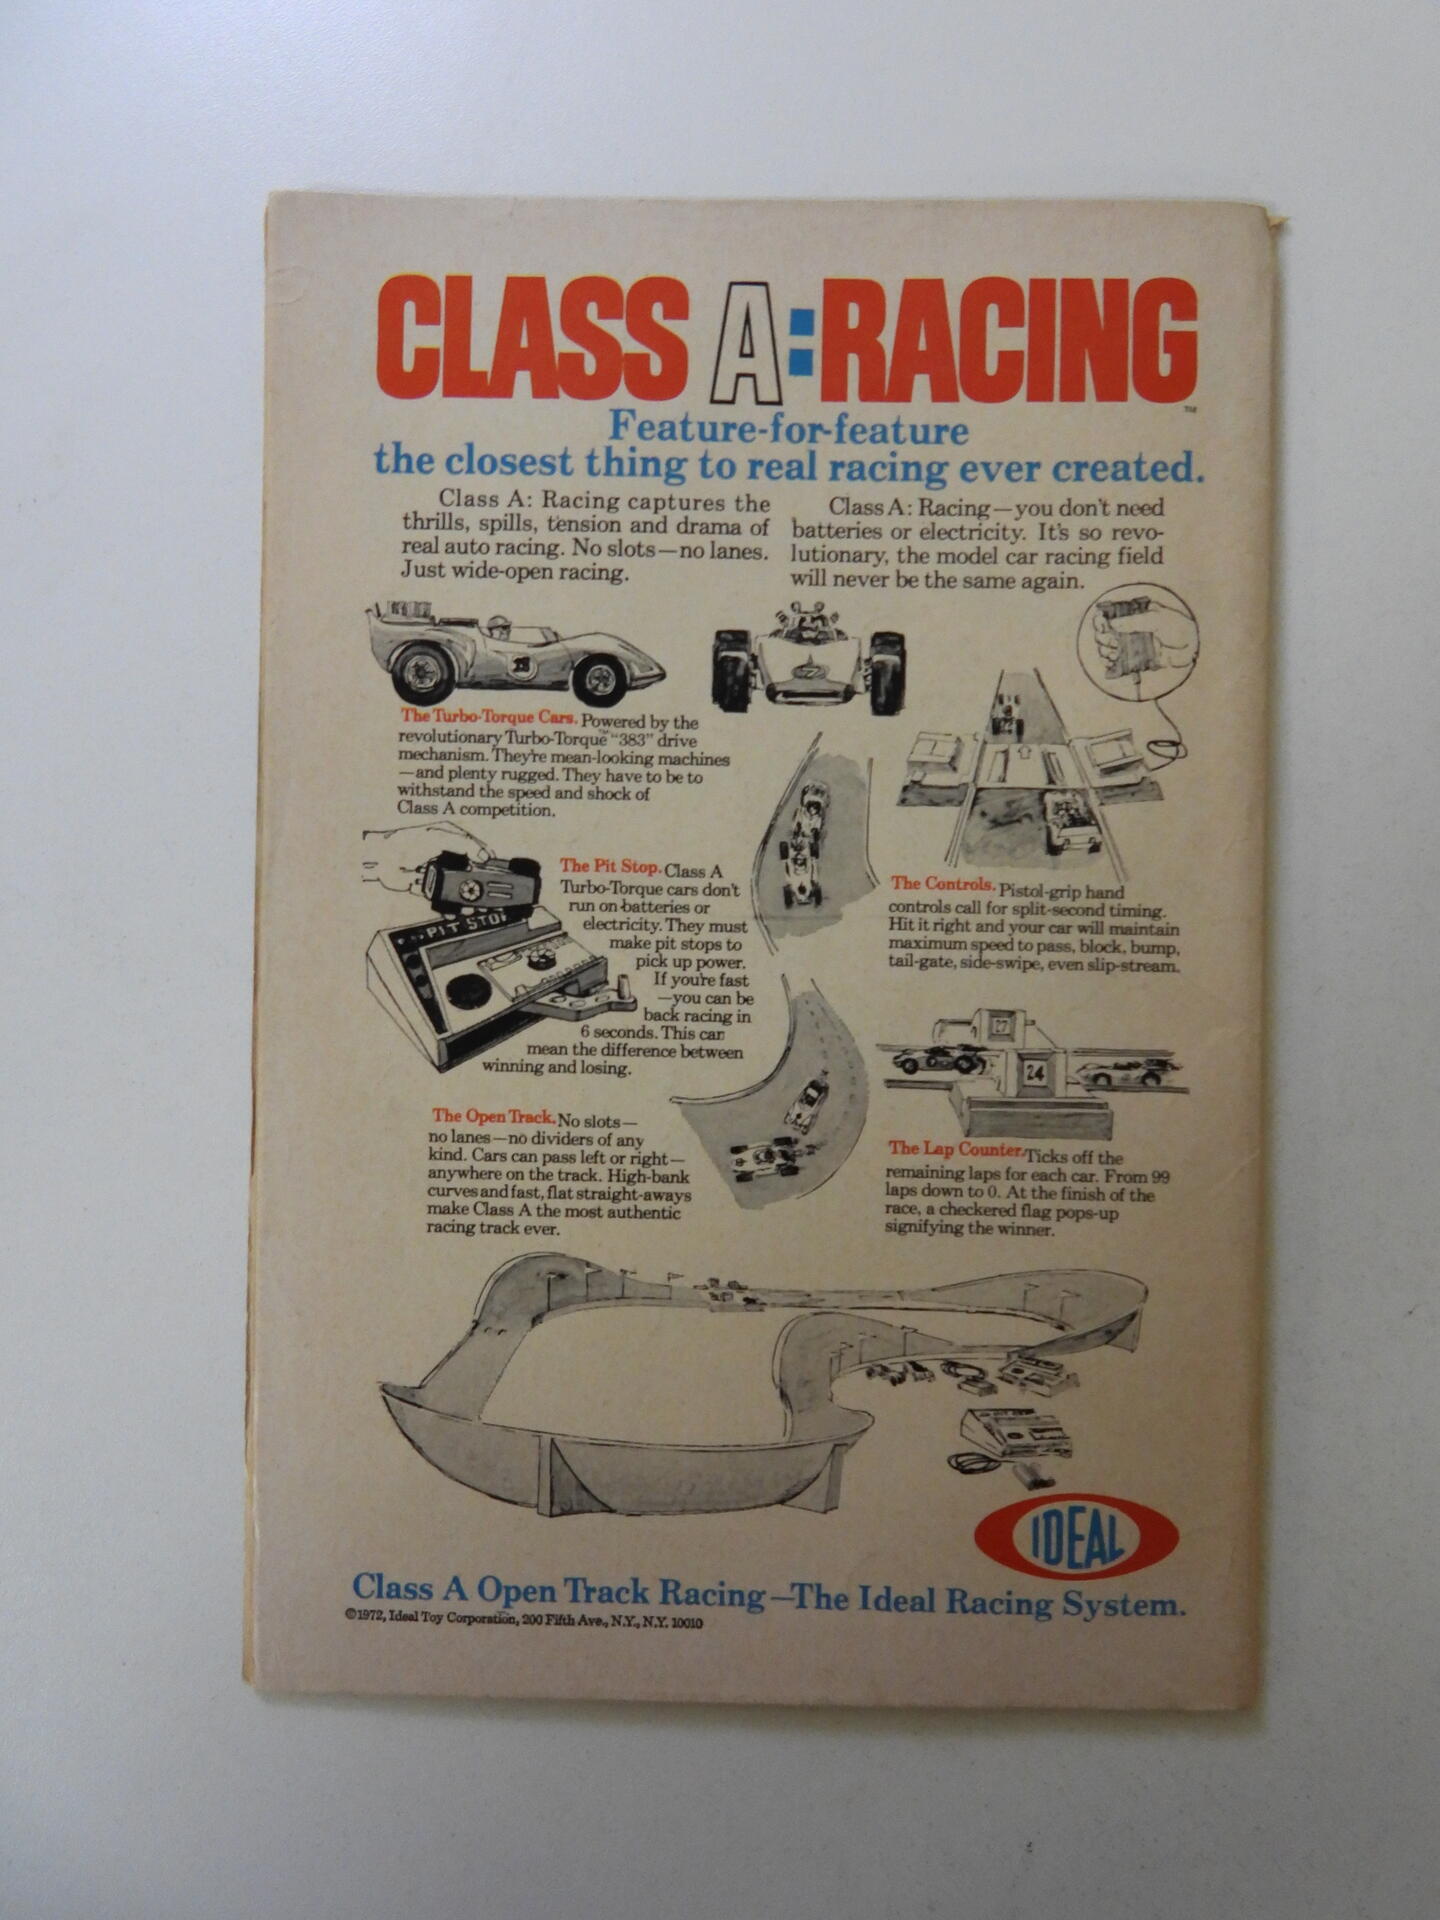 CLASS A:RACING
™
Feature-for-feature
the closest thing to real racing ever created.
Class A: Racing captures the
thrills, spills, tension and drama of
real auto racing. No slots—no lanes.
Just wide-open racing.
Class A: Racing—you don't need
batteries or electricity. It's so revo-
lutionary, the model car racing field
will never be the same again.
The Turbo-Torque Cars. Powered by the
revolutionary Turbo-Torque™ "383" drive
mechanism. They're mean-looking machines
—and plenty rugged. They have to be to
withstand the speed and shock of
Class A competition.
PIT STOP
The Pit Stop. Class A
Turbo-Torque cars don't
run on batteries or
electricity. They must
make pit stops to
pick up power.
If you're fast
—you can be
back racing in
6 seconds. This can
mean the difference between
winning and losing.
The Controls. Pistol-grip hand
controls call for split-second timing.
Hit it right and your car will maintain
maximum speed to pass, block, bump,
tail-gate, side-swipe, even slip-stream.
27
24
The Open Track. No slots—
no lanes—no dividers of any
kind. Cars can pass left or right—
anywhere on the track. High-bank
curves and fast, flat straight-aways
make Class A the most authentic
racing track ever.
The Lap Counter. Ticks off the
remaining laps for each car. From 99
laps down to 0. At the finish of the
race, a checkered flag pops-up
signifying the winner.
IDEAL
Class A Open Track Racing—The Ideal Racing System.
©1972, Ideal Toy Corporation, 200 Fifth Ave., N.Y., N.Y. 10010